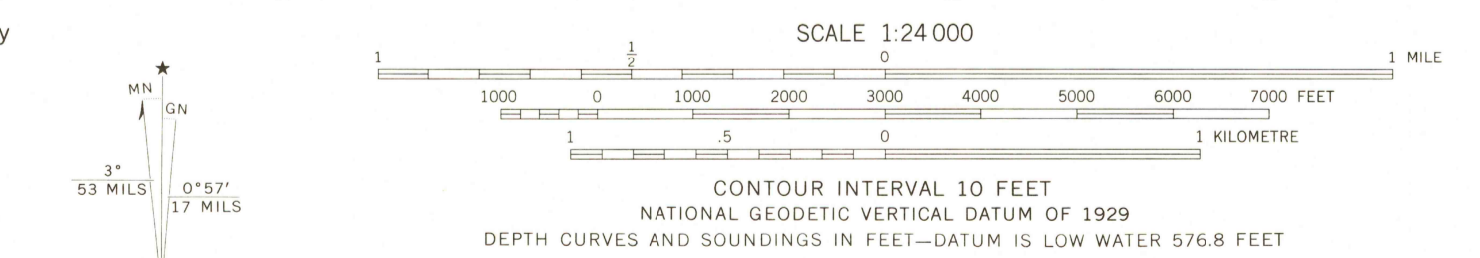 y
SCALE 1:24 000
1 1/2 0 1 MILE
1000 0 1000 2000 3000 4000 5000 6000 7000 FEET
1 .5 0 1 KILOMETRE
CONTOUR INTERVAL 10 FEET
NATIONAL GEODETIC VERTICAL DATUM OF 1929
DEPTH CURVES AND SOUNDINGS IN FEET—DATUM IS LOW WATER 576.8 FEET
★
MN
GN
3°
53 MILS
0°57′
17 MILS